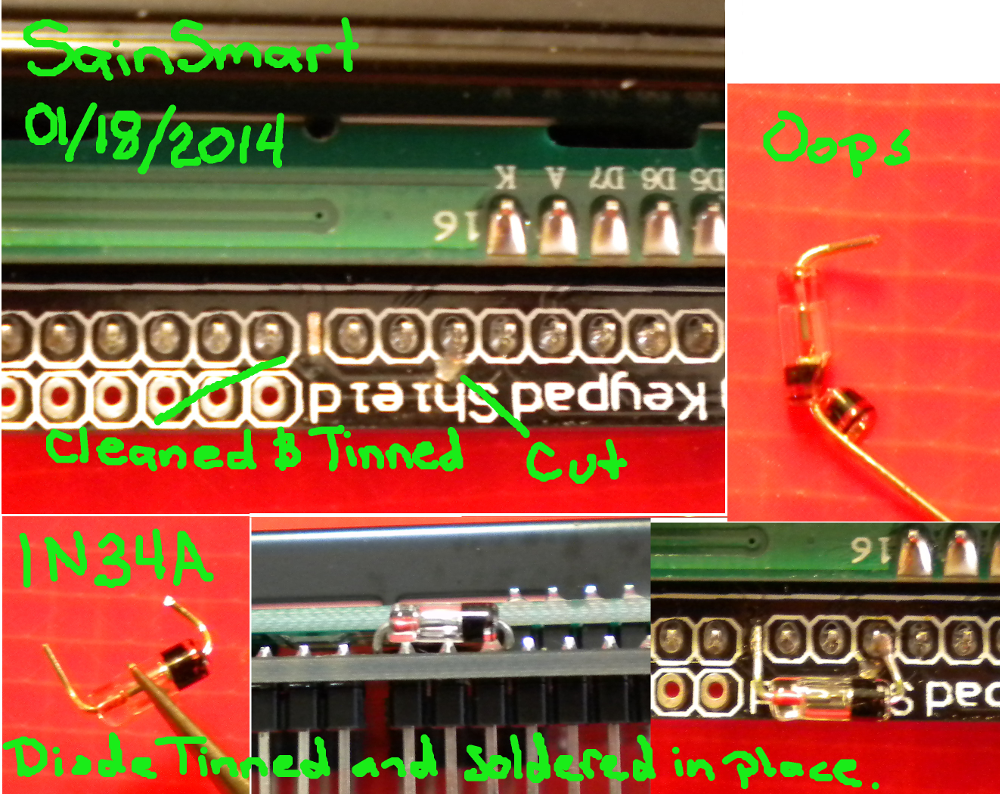 SainSmart
01/18/2014
Oops
K A D7 D6 D5
16
Keypad Shield
Cleaned & Tinned
Cut
1N34A
16
Diode Tinned and Soldered in place.